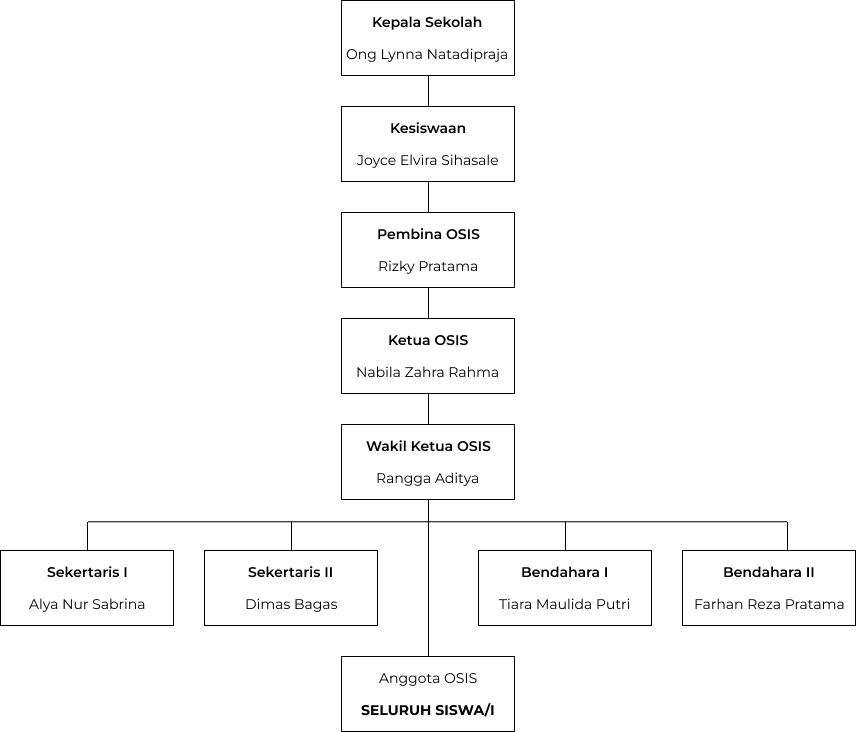 Kepala Sekolah
Ong Lynna Natadipraja
Kesiswaan
Joyce Elvira Sihasale
Pembina OSIS
Rizky Pratama
Ketua OSIS
Nabila Zahra Rahma
Wakil Ketua OSIS
Rangga Aditya
Sekertaris I
Alya Nur Sabrina
Sekertaris II
Dimas Bagas
Bendahara I
Tiara Maulida Putri
Bendahara II
Farhan Reza Pratama
Anggota OSIS
SELURUH SISWA/I